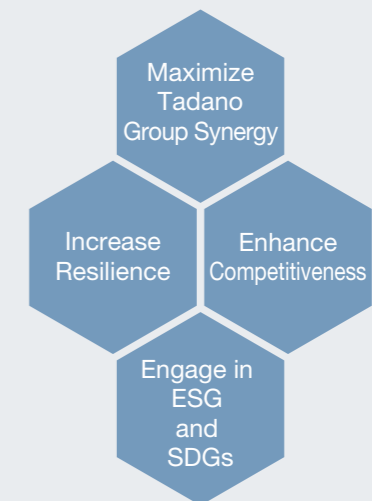 Maximize
Tadano
Group Synergy
Increase
Resilience
Enhance
Competitiveness
Engage in
ESG
and
SDGs